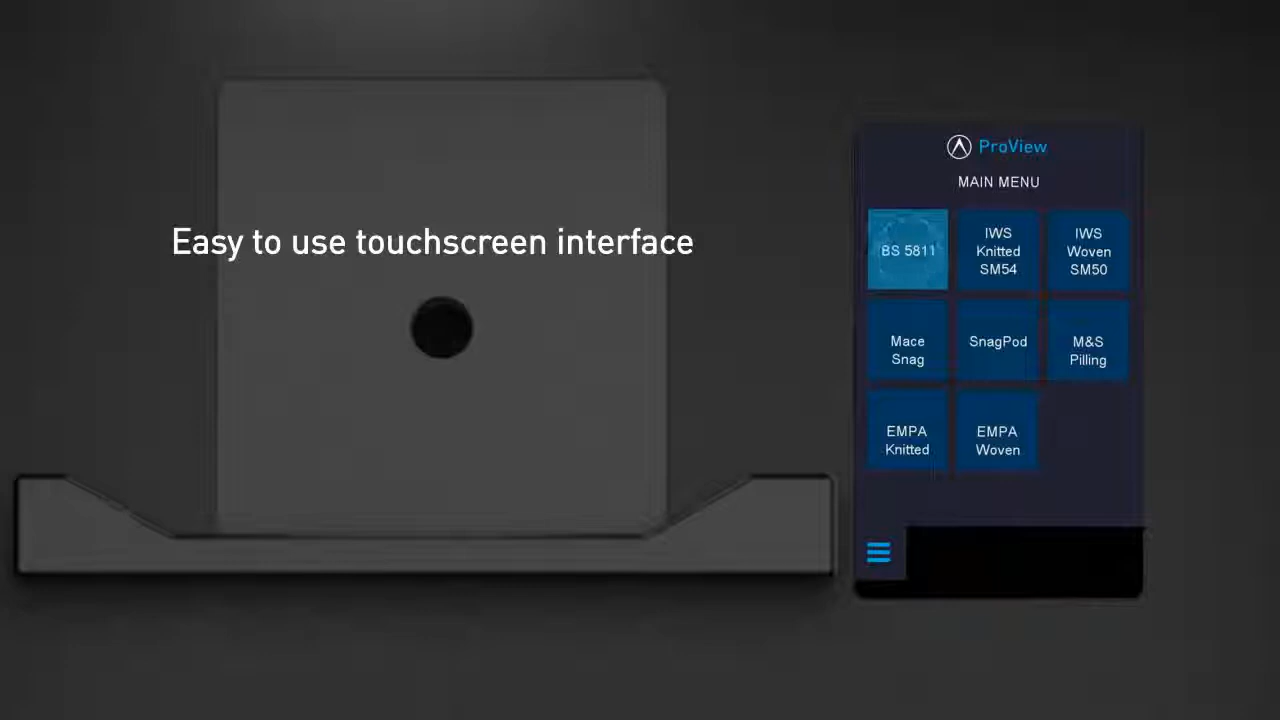 Easy to use touchscreen interface
ProView
MAIN MENU
BS 5811
IWS
Knitted
SM54
IWS
Woven
SM50
Mace
Snag
SnagPod
M&S
Pilling
EMPA
Knitted
EMPA
Woven